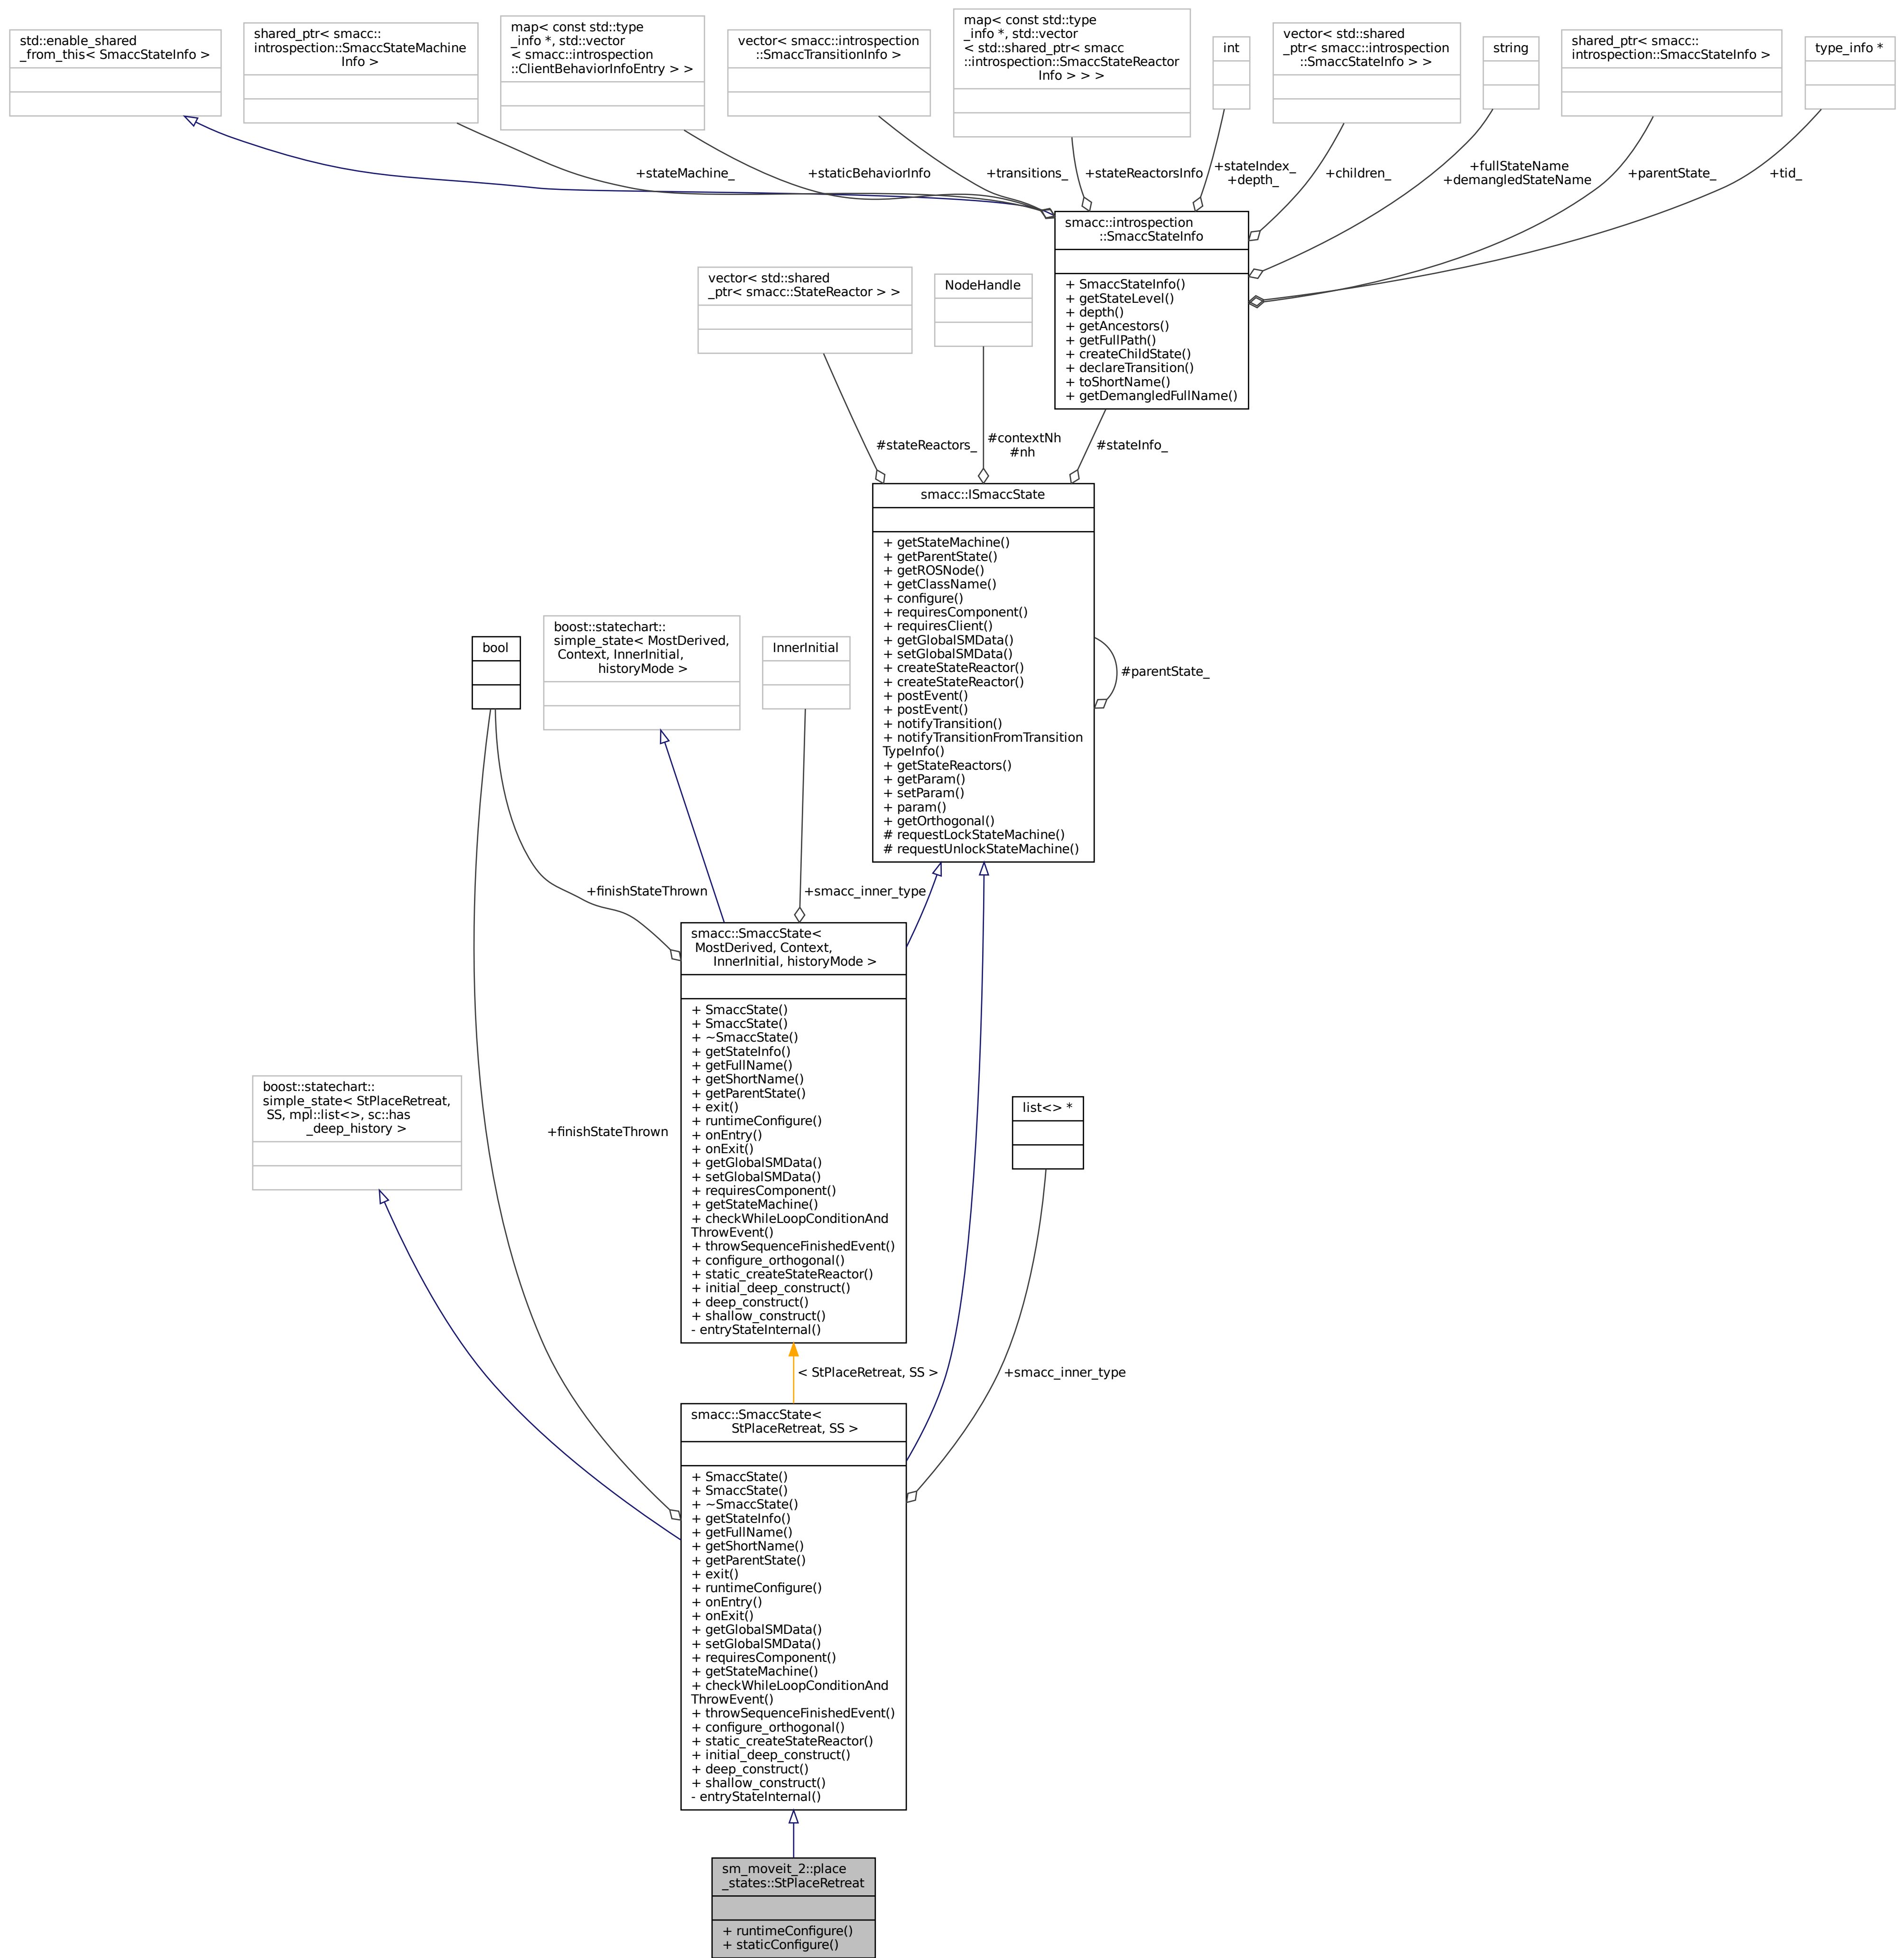 std::enable_shared
_from_this< SmaccStateInfo >
shared_ptr< smacc::
introspection::SmaccStateMachine
Info >
map< const std::type
_info *, std::vector
< smacc::introspection
::ClientBehaviorInfoEntry > >
vector< smacc::introspection
::SmaccTransitionInfo >
map< const std::type
_info *, std::vector
< std::shared_ptr< smacc
::introspection::SmaccStateReactor
Info > > >
int
vector< std::shared
_ptr< smacc::introspection
::SmaccStateInfo > >
string
shared_ptr< smacc::
introspection::SmaccStateInfo >
type_info *
+stateMachine_
+staticBehaviorInfo
+transitions_
+stateReactorsInfo
+stateIndex_
+depth_
+children_
+fullStateName
+demangledStateName
+parentState_
+tid_
smacc::introspection
::SmaccStateInfo
+ SmaccStateInfo()
+ getStateLevel()
+ depth()
+ getAncestors()
+ getFullPath()
+ createChildState()
+ declareTransition()
+ toShortName()
+ getDemangledFullName()
vector< std::shared
_ptr< smacc::StateReactor > >
NodeHandle
#stateReactors_
#contextNh
#nh
#stateInfo_
smacc::ISmaccState
+ getStateMachine()
+ getParentState()
+ getROSNode()
+ getClassName()
+ configure()
+ requiresComponent()
+ requiresClient()
+ getGlobalSMData()
+ setGlobalSMData()
+ createStateReactor()
+ createStateReactor()
+ postEvent()
+ postEvent()
+ notifyTransition()
+ notifyTransitionFromTransition
TypeInfo()
+ getStateReactors()
+ getParam()
+ setParam()
+ param()
+ getOrthogonal()
# requestLockStateMachine()
# requestUnlockStateMachine()
#parentState_
bool
boost::statechart::
simple_state< MostDerived,
Context, InnerInitial,
historyMode >
InnerInitial
+finishStateThrown
+smacc_inner_type
smacc::SmaccState<
MostDerived, Context,
InnerInitial, historyMode >
+ SmaccState()
+ SmaccState()
+ ~SmaccState()
+ getStateInfo()
+ getFullName()
+ getShortName()
+ getParentState()
+ exit()
+ runtimeConfigure()
+ onEntry()
+ onExit()
+ getGlobalSMData()
+ setGlobalSMData()
+ requiresComponent()
+ getStateMachine()
+ checkWhileLoopConditionAnd
ThrowEvent()
+ throwSequenceFinishedEvent()
+ configure_orthogonal()
+ static_createStateReactor()
+ initial_deep_construct()
+ deep_construct()
+ shallow_construct()
- entryStateInternal()
boost::statechart::
simple_state< StPlaceRetreat,
SS, mpl::list<>, sc::has
_deep_history >
+finishStateThrown
list<> *
< StPlaceRetreat, SS >
+smacc_inner_type
smacc::SmaccState<
StPlaceRetreat, SS >
+ SmaccState()
+ SmaccState()
+ ~SmaccState()
+ getStateInfo()
+ getFullName()
+ getShortName()
+ getParentState()
+ exit()
+ runtimeConfigure()
+ onEntry()
+ onExit()
+ getGlobalSMData()
+ setGlobalSMData()
+ requiresComponent()
+ getStateMachine()
+ checkWhileLoopConditionAnd
ThrowEvent()
+ throwSequenceFinishedEvent()
+ configure_orthogonal()
+ static_createStateReactor()
+ initial_deep_construct()
+ deep_construct()
+ shallow_construct()
- entryStateInternal()
sm_moveit_2::place
_states::StPlaceRetreat
+ runtimeConfigure()
+ staticConfigure()